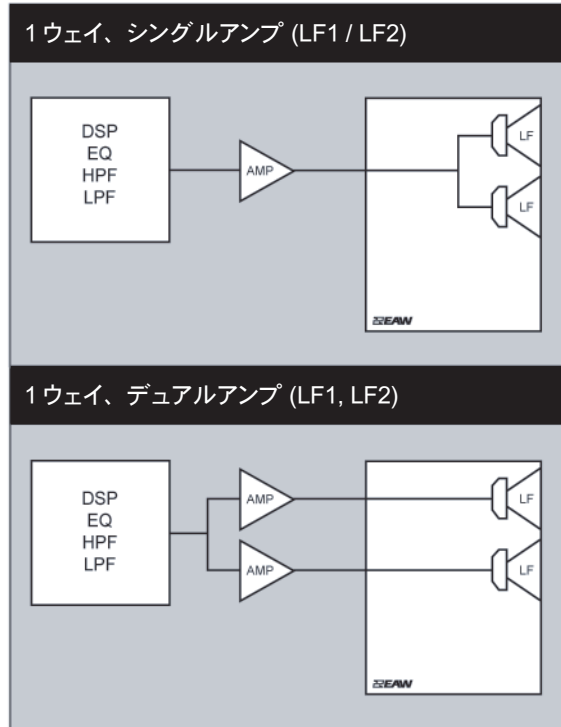 1ウェイ、シングルアンプ (LF1 / LF2)
DSP
EQ
HPF
LPF
AMP
LF
LF
EAW
1ウェイ、デュアルアンプ (LF1, LF2)
DSP
EQ
HPF
LPF
AMP
LF
AMP
LF
EAW